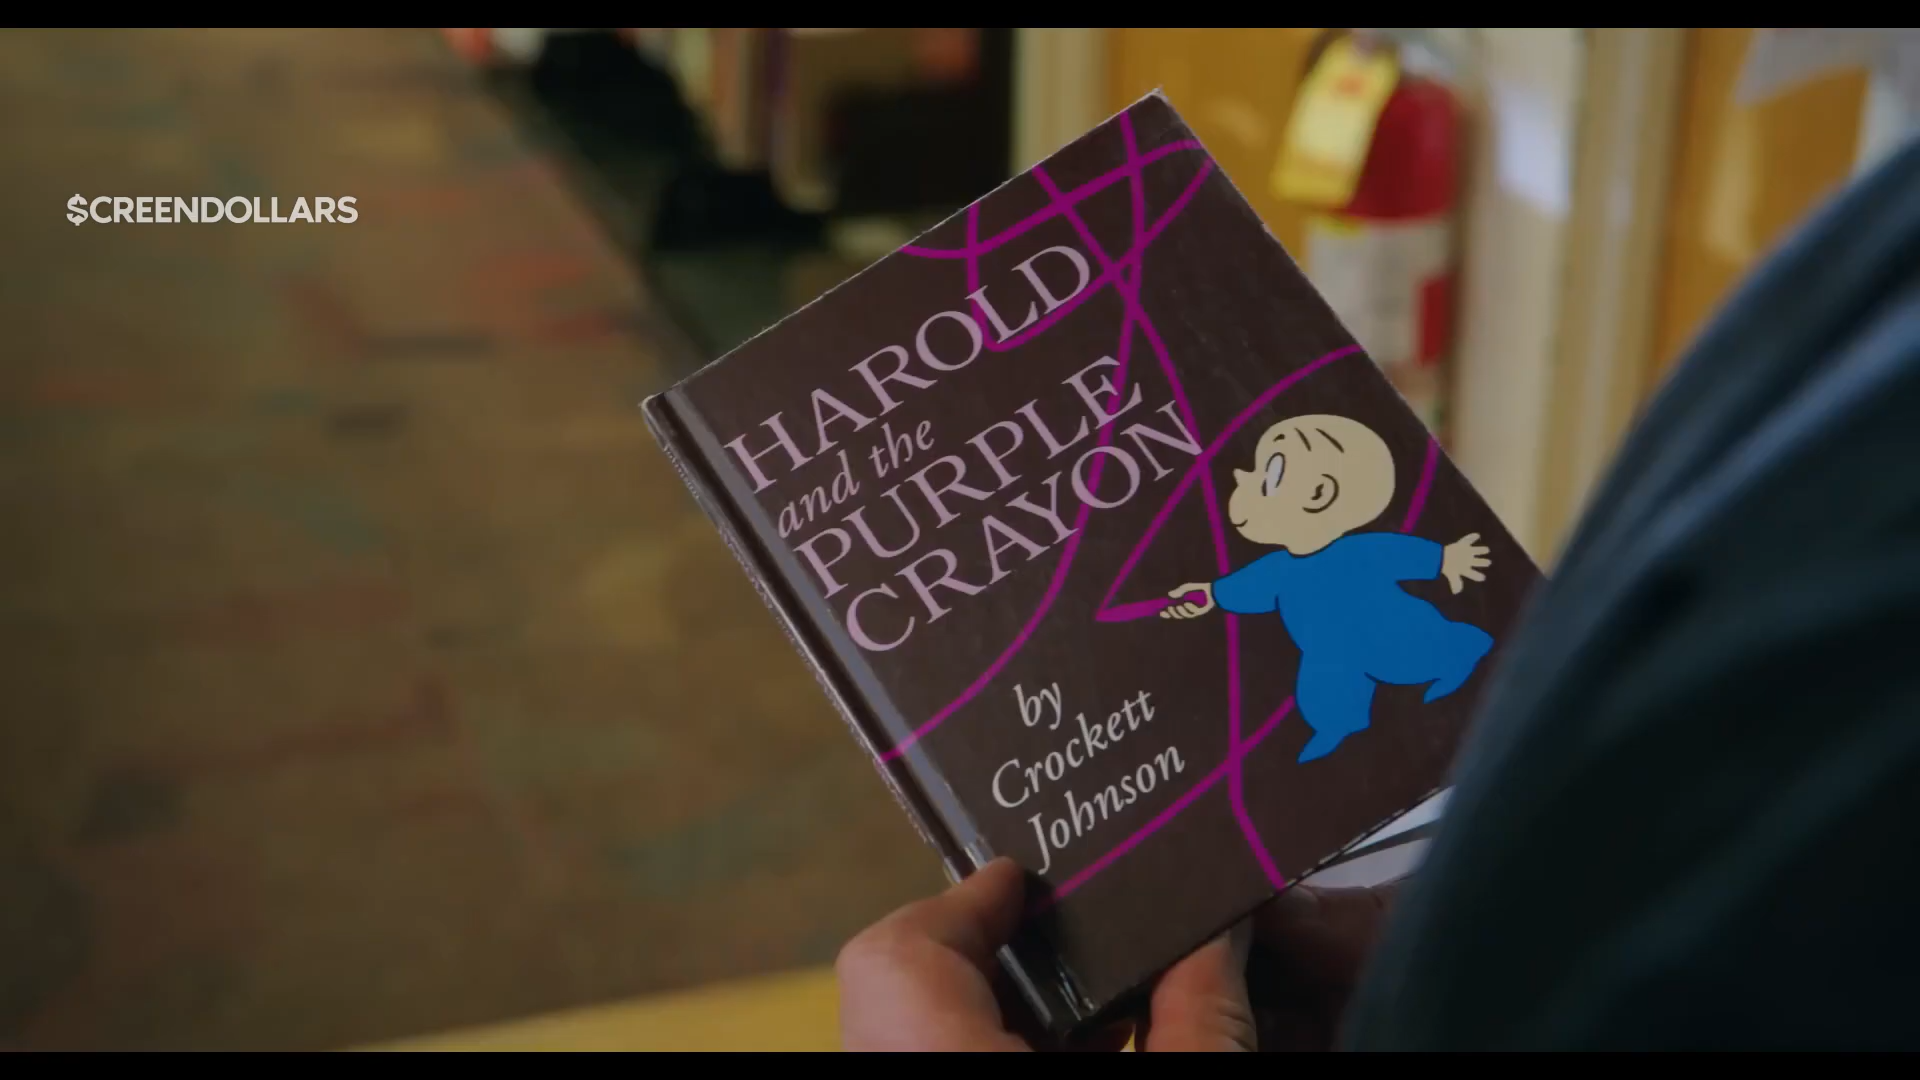 $CREENDOLLARS
HAROLD
and the
PURPLE
CRAYON
by
Crockett
Johnson